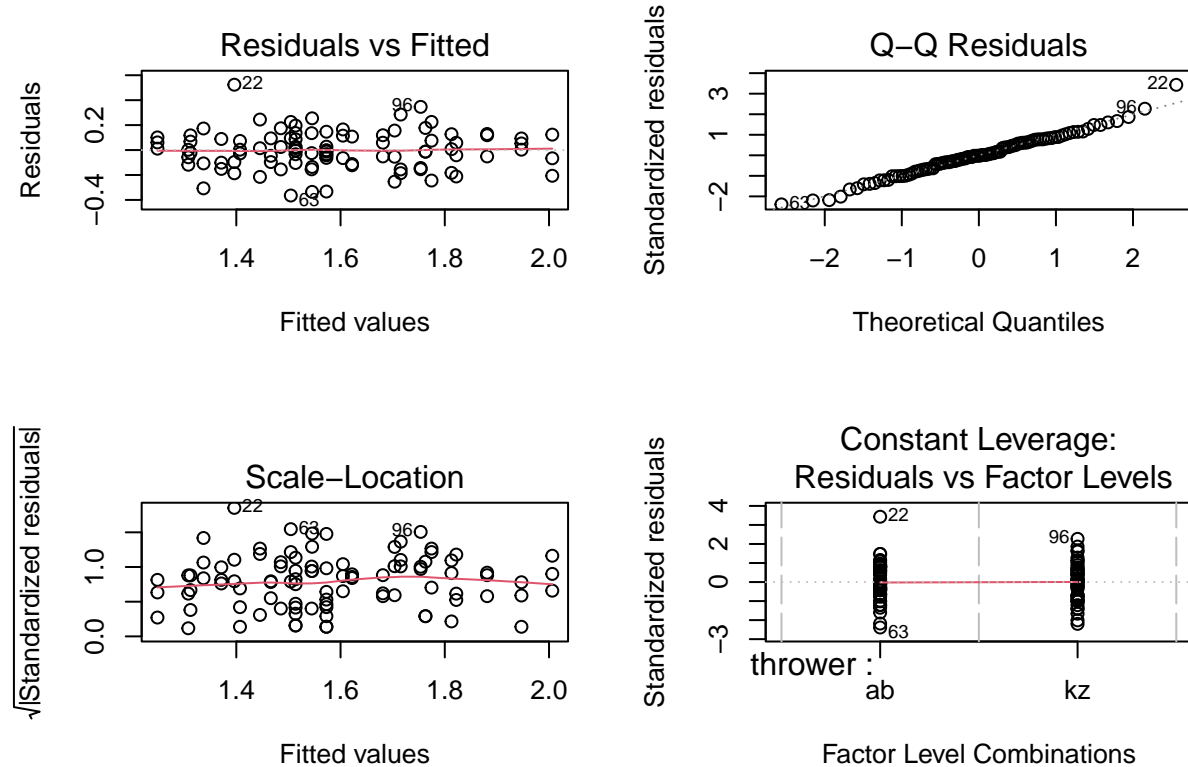 Residuals vs Fitted
Residuals
0.2
−0.4
22
96
63
1.4 1.6 1.8 2.0
Fitted values
Q−Q Residuals
Standardized residuals
3
1
−2
22
96
63
−2 −1 0 1 2
Theoretical Quantiles
Scale−Location
√|Standardized residuals|
1.0
0.0
22
63
96
1.4 1.6 1.8 2.0
Fitted values
Constant Leverage:
Residuals vs Factor Levels
Standardized residuals
4
2
0
−3
22
96
63
thrower :
ab kz
Factor Level Combinations